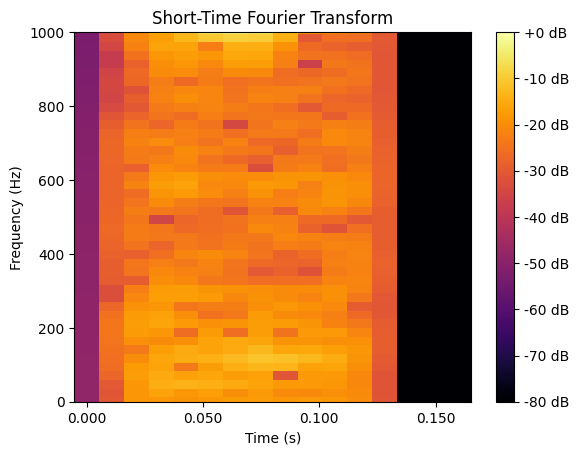 Short-Time Fourier Transform
1000
800
600
400
200
0
Frequency (Hz)
0.000
0.050
0.100
0.150
Time (s)
+0 dB
-10 dB
-20 dB
-30 dB
-40 dB
-50 dB
-60 dB
-70 dB
-80 dB